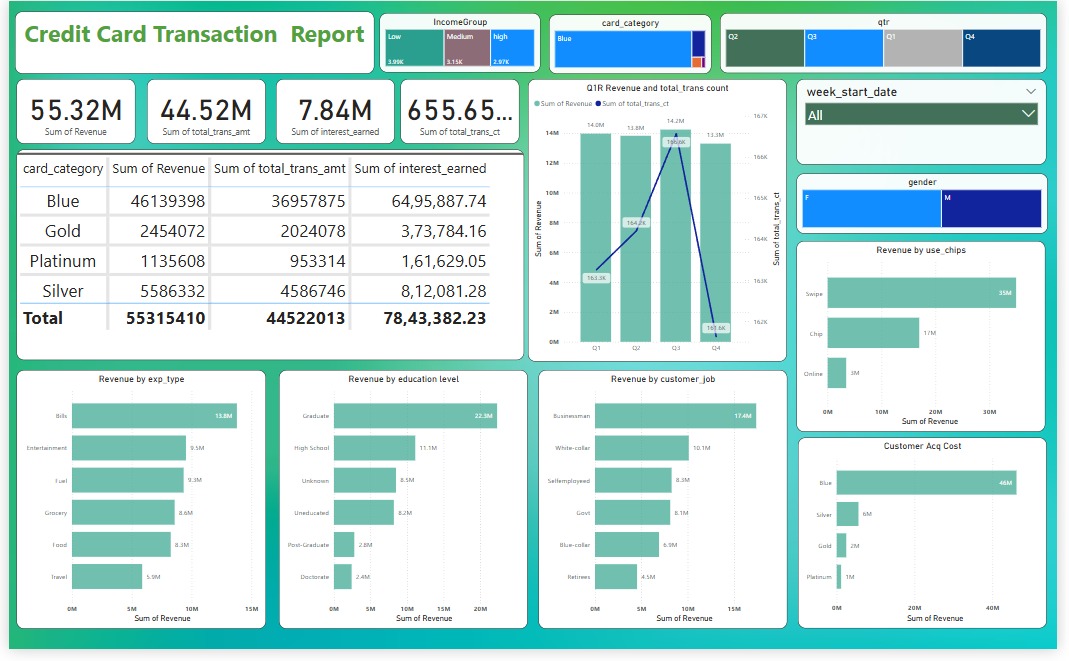 Credit Card Transaction Report
IncomeGroup
Low
3.99K
Medium
3.15K
high
2.97K
card_category
Blue
qtr
Q2
Q3
Q1
Q4
55.32M
Sum of Revenue
44.52M
Sum of total_trans_amt
7.84M
Sum of interest_earned
655.65...
Sum of total_trans_ct
card_category Sum of Revenue Sum of total_trans_amt Sum of interest_earned
Blue 46139398 36957875 64,95,887.74
Gold 2454072 2024078 3,73,784.16
Platinum 1135608 953314 1,61,629.05
Silver 5586332 4586746 8,12,081.28
Total 55315410 44522013 78,43,382.23
Q1R Revenue and total_trans count
Sum of Revenue Sum of total_trans_ct
Sum of Revenue
14M
12M
10M
8M
6M
4M
2M
0M
14.0M
13.8M
14.2M
13.3M
163.3K
164.2K
166.6K
161.6K
Q1
Q2
Q3
Q4
167K
166K
165K
164K
163K
162K
Sum of total_trans_ct
week_start_date
All
gender
F
M
Revenue by use_chips
Swipe 35M
Chip 17M
Online 3M
0M 10M 20M 30M
Sum of Revenue
Revenue by exp_type
Bills 13.8M
Entertainment 9.5M
Fuel 9.3M
Grocery 8.6M
Food 8.3M
Travel 5.9M
0M 5M 10M 15M
Sum of Revenue
Revenue by education level
Graduate 22.3M
High School 11.1M
Unknown 8.5M
Uneducated 8.2M
Post-Graduate 2.8M
Doctorate 2.4M
0M 5M 10M 15M 20M
Sum of Revenue
Revenue by customer_job
Businessman 17.4M
White-collar 10.1M
Selfemployeed 8.3M
Govt 8.1M
Blue-collar 6.9M
Retirees 4.5M
0M 5M 10M 15M
Sum of Revenue
Customer Acq Cost
Blue 46M
Silver 6M
Gold 2M
Platinum 1M
0M 20M 40M
Sum of Revenue